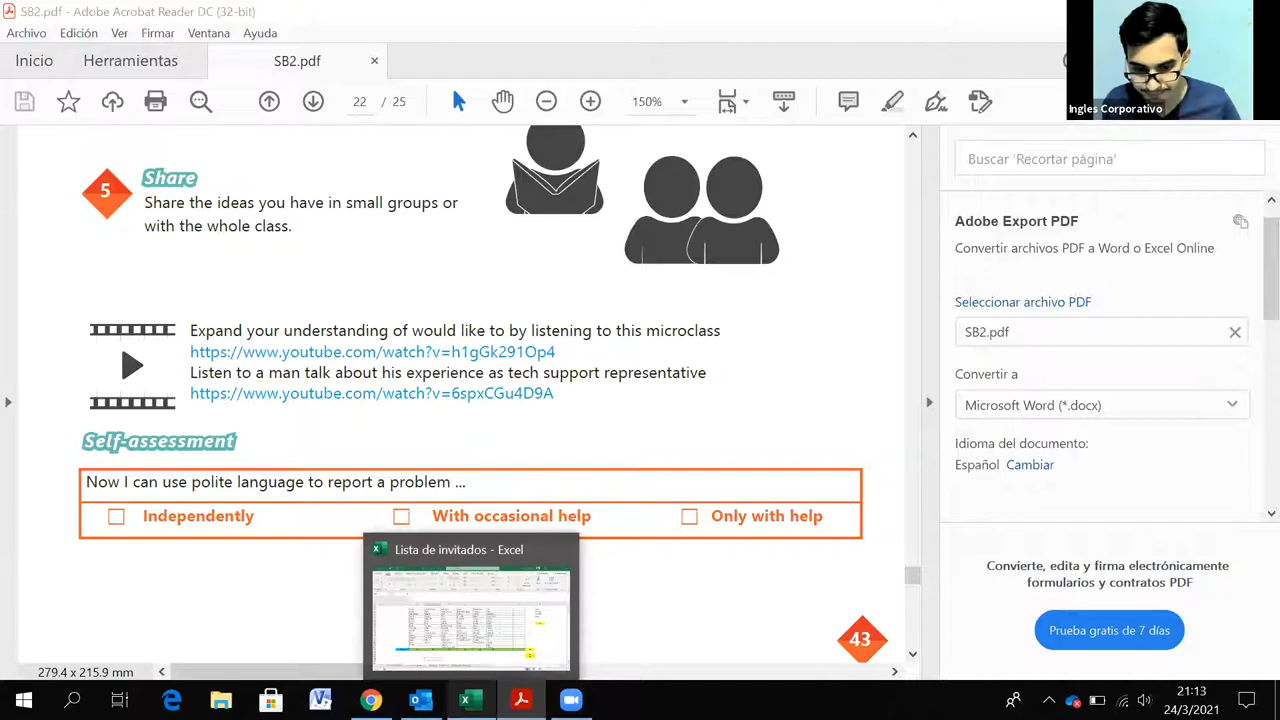 SB2.pdf - Adobe Acrobat Reader DC (32-bit)
Archivo Edición Ver Firmar Ventana Ayuda
Inicio Herramientas SB2.pdf
22 / 25 150%
Ingles Corporativo
Buscar 'Recortar página'
5 Share
Share the ideas you have in small groups or
with the whole class.
Adobe Export PDF
Convertir archivos PDF a Word o Excel Online
Seleccionar archivo PDF
SB2.pdf
Convertir a
Microsoft Word (*.docx)
Idioma del documento:
Español Cambiar
Expand your understanding of would like to by listening to this microclass
https://www.youtube.com/watch?v=h1gGk291Op4
Listen to a man talk about his experience as tech support representative
https://www.youtube.com/watch?v=6spxCGu4D9A
Self-assessment
Now I can use polite language to report a problem ...
Independently With occasional help Only with help
Lista de invitados - Excel
Convierte, edita y firma electrónicamente
formularios y contratos PDF
Prueba gratis de 7 días
43
279.4 x 215.9 mm
21:13
24/3/2021